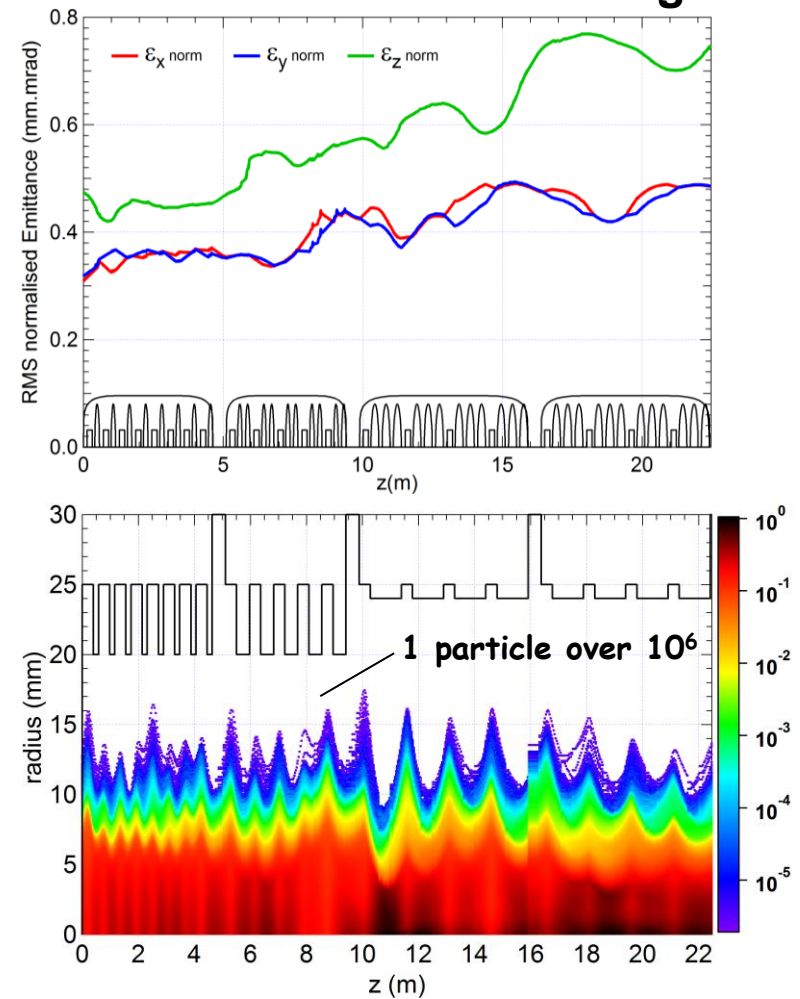 g
0.8
εx norm εy norm εz norm
0.6
0.4
0.2
0.0
RMS normalised Emittance (mm.mrad)
0 5 10 15 20
z(m)
30
25
20
15
10
5
0
radius (mm)
1 particle over 10⁶
0 2 4 6 8 10 12 14 16 18 20 22
z (m)
10⁰
10⁻¹
10⁻²
10⁻³
10⁻⁴
10⁻⁵